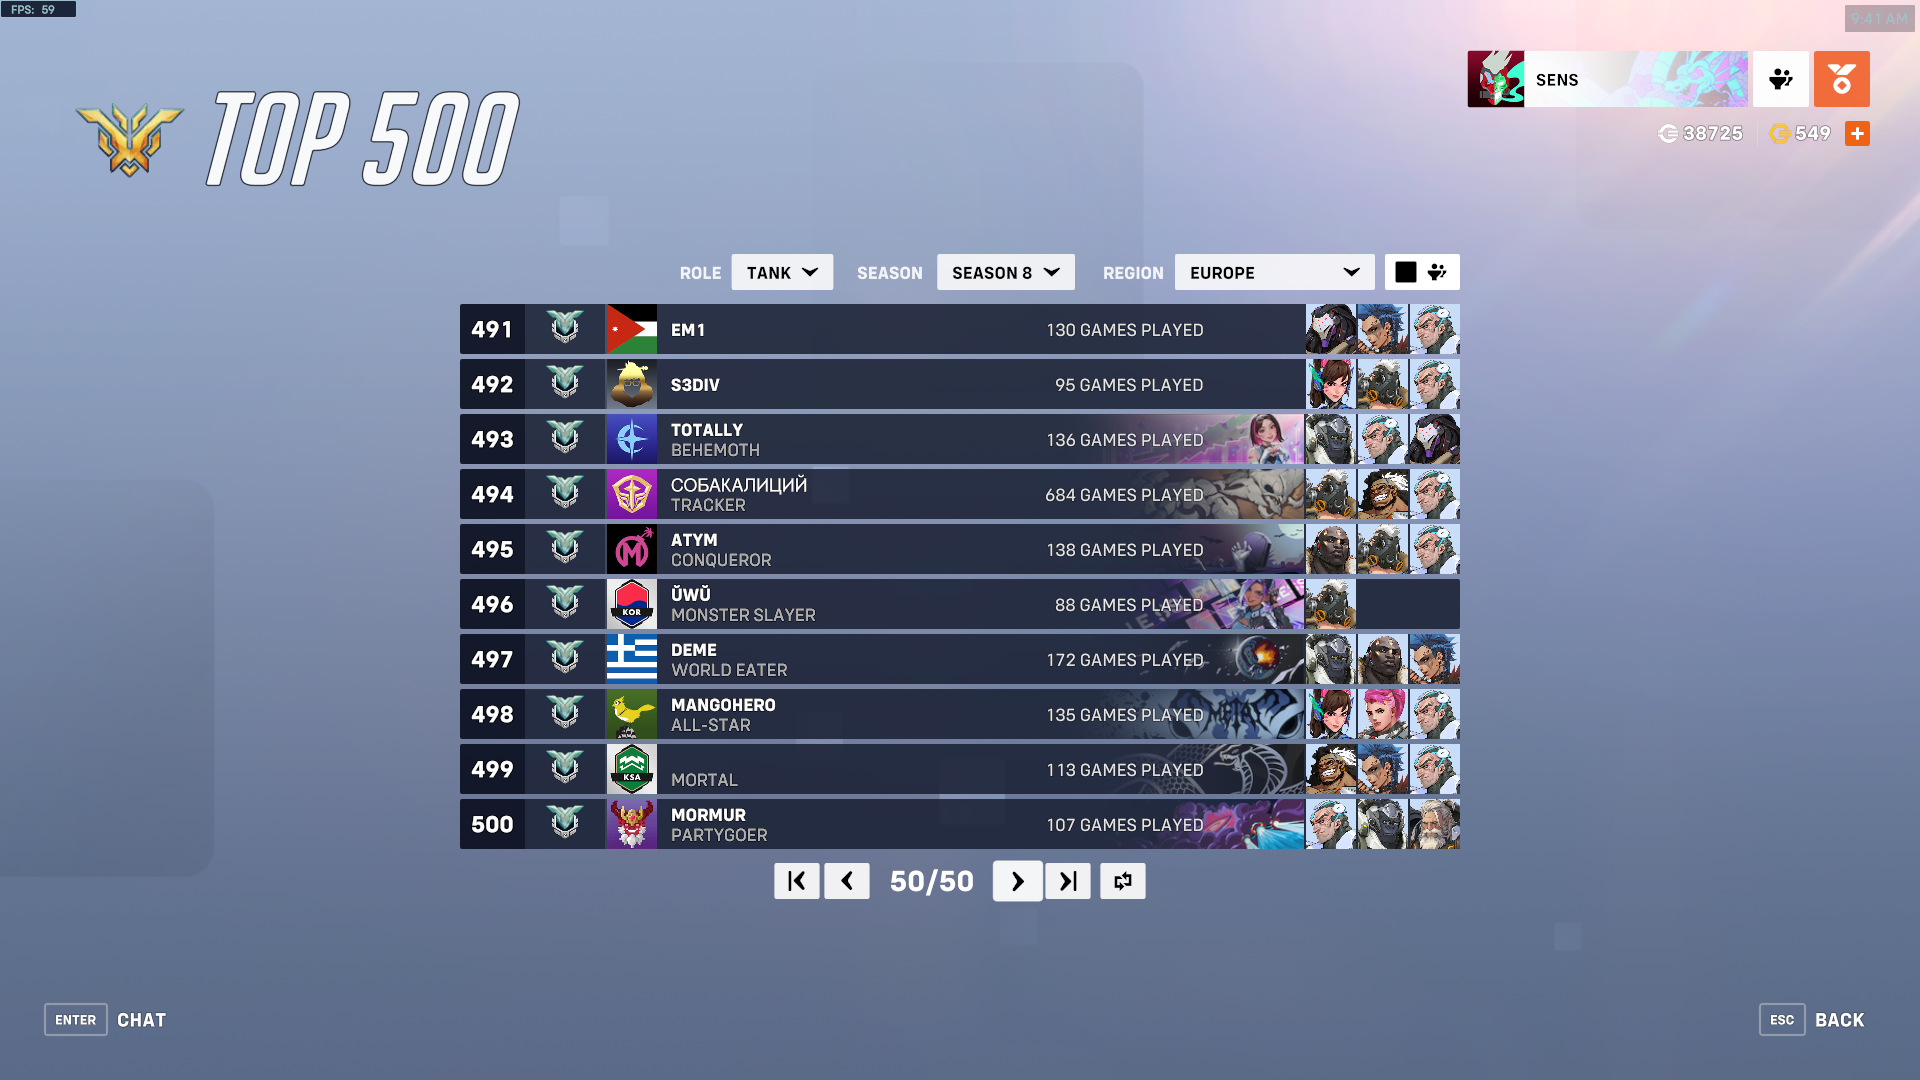 FPS: 59
9:41 AM
TOP 500
SENS
38725
549
ROLE TANK SEASON SEASON 8 REGION EUROPE
491 EM1 130 GAMES PLAYED
492 S3DIV 95 GAMES PLAYED
493 TOTALLY BEHEMOTH 136 GAMES PLAYED
494 СОБАКАЛИЦИЙ TRACKER 684 GAMES PLAYED
495 ATYM CONQUEROR 138 GAMES PLAYED
496 KOR ŬWŬ MONSTER SLAYER 88 GAMES PLAYED
497 DEME WORLD EATER 172 GAMES PLAYED
498 MANGOHERO ALL-STAR 135 GAMES PLAYED
499 KSA MORTAL 113 GAMES PLAYED
500 MORMUR PARTYGOER 107 GAMES PLAYED
50/50
ENTER CHAT
ESC BACK